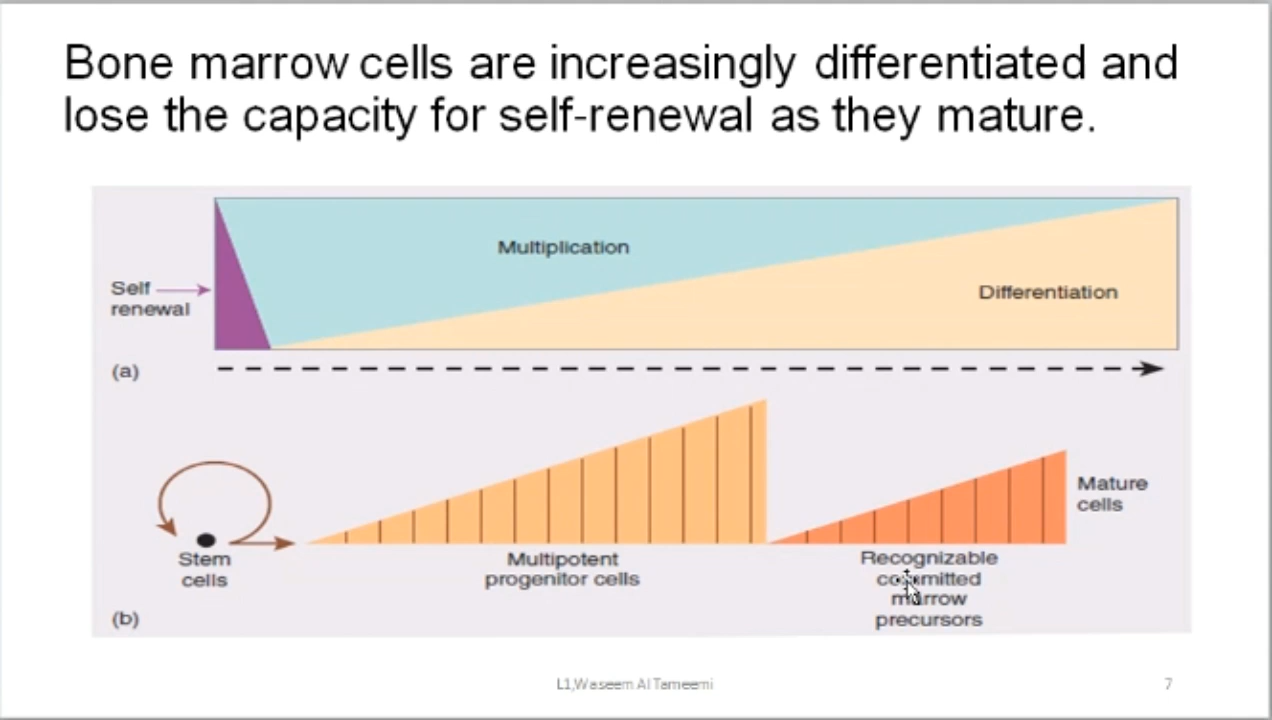 Bone marrow cells are increasingly differentiated and
lose the capacity for self-renewal as they mature.
Multiplication
Self
renewal
Differentiation
(a)
Mature
cells
Stem
cells
Multipotent
progenitor cells
Recognizable
committed
marrow
precursors
(b)
L1,Waseem Al Tameemi
7